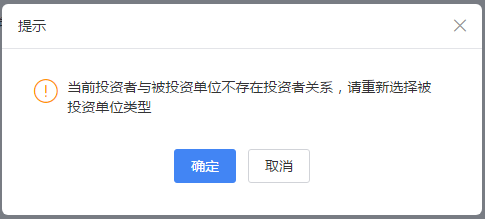 提示
当前投资者与被投资单位不存在投资者关系，请重新选择被
投资单位类型
确定 取消